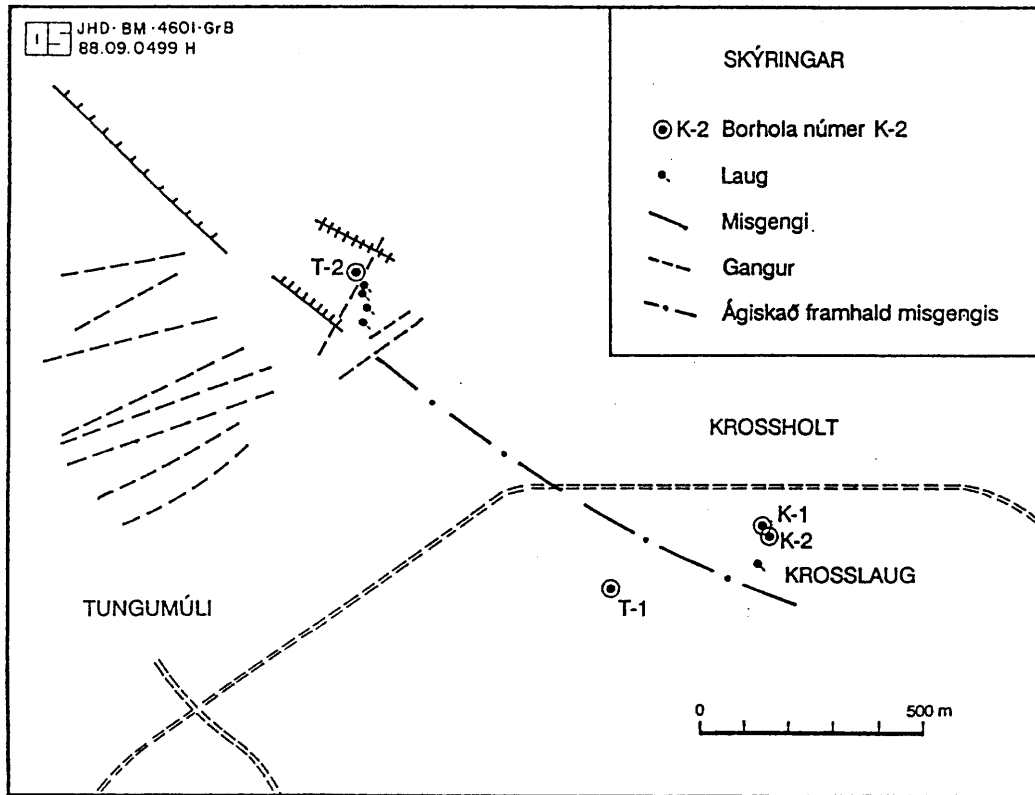 OS JHD-BM-4601-GrB
88.09.0499 H
SKÝRINGAR
K-2 Borhola númer K-2
Laug
Misgengi
Gangur
Ágiskað framhald misgengis
T-2
KROSSHOLT
K-1
K-2
KROSSLAUG
T-1
TUNGUMÚLI
0 500 m